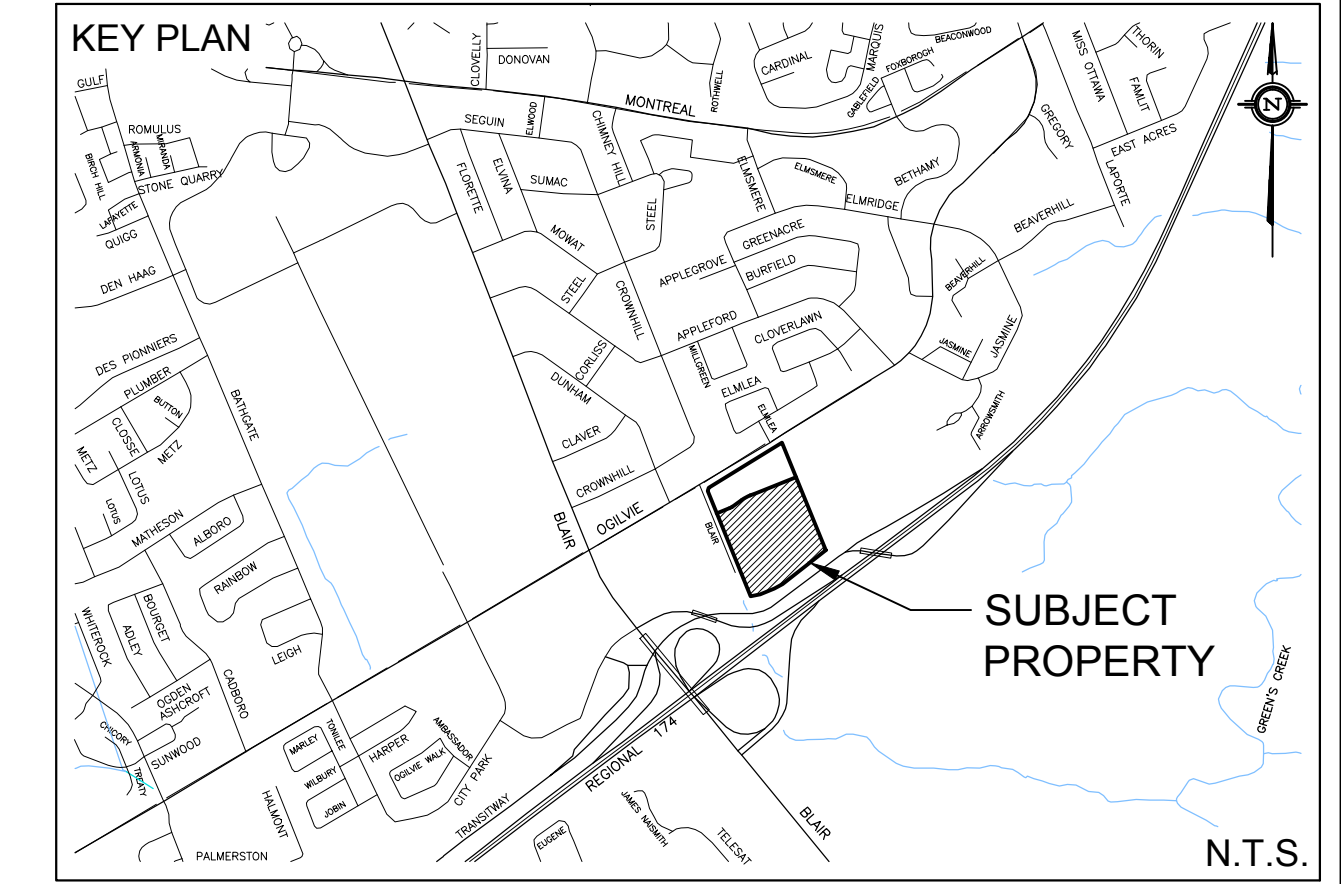 KEY PLAN
N
GULF
ROMULUS
ARMONIA
MIRANDA
BIRCH HILL
STONE QUARRY
LAFAYETTE
QUIGG
DEN HAAG
DES PIONNIERS
PLUMBER
BUTTON
CLOSSE
METZ
METZ
LOTUS
LOTUS
MATHESON
ALBORO
RAINBOW
BATHGATE
WHITEROCK
ADLEY
BOURGET
LEIGH
OGDEN
ASHCROFT
CADBORO
CHICORY
SUNWOOD
TREATY
MARLEY
TONILEE
WILBURY
JOBIN
HARPER
OGILVIE WALK
AMBASSADOR
CITY PARK
HALMONT
PALMERSTON
TRANSITWAY
REGIONAL 174
EUGENE
JAMES NAISMITH
TELESAT
BLAIR
CLOVELLY
DONOVAN
SEGUIN
ELWOOD
MONTREAL
ROTHWELL
CARDINAL
MARQUIS
GABLEFIELD
FOXBOROGH
BEACONWOOD
MISS OTTAWA
THORIN
FAMLIT
EAST ACRES
GREGORY
LAPORTE
CHIMNEY HILL
FLORETTE
ELVINA
SUMAC
STEEL
MOWAT
STEEL
CROWNHILL
CORLISS
DUNHAM
CLAVER
CROWNHILL
BLAIR
OGILVIE
BLAIR
ELMSMERE
ELMSMERE
BETHAMY
ELMRIDGE
GREENACRE
APPLEGROVE
BURFIELD
APPLEFORD
CLOVERLAWN
MILLGREEN
ELMLEA
ELMLEA
BEAVERHILL
BEAVERHILL
JASMINE
JASMINE
ARROWSMITH
SUBJECT
PROPERTY
GREEN'S CREEK
N.T.S.